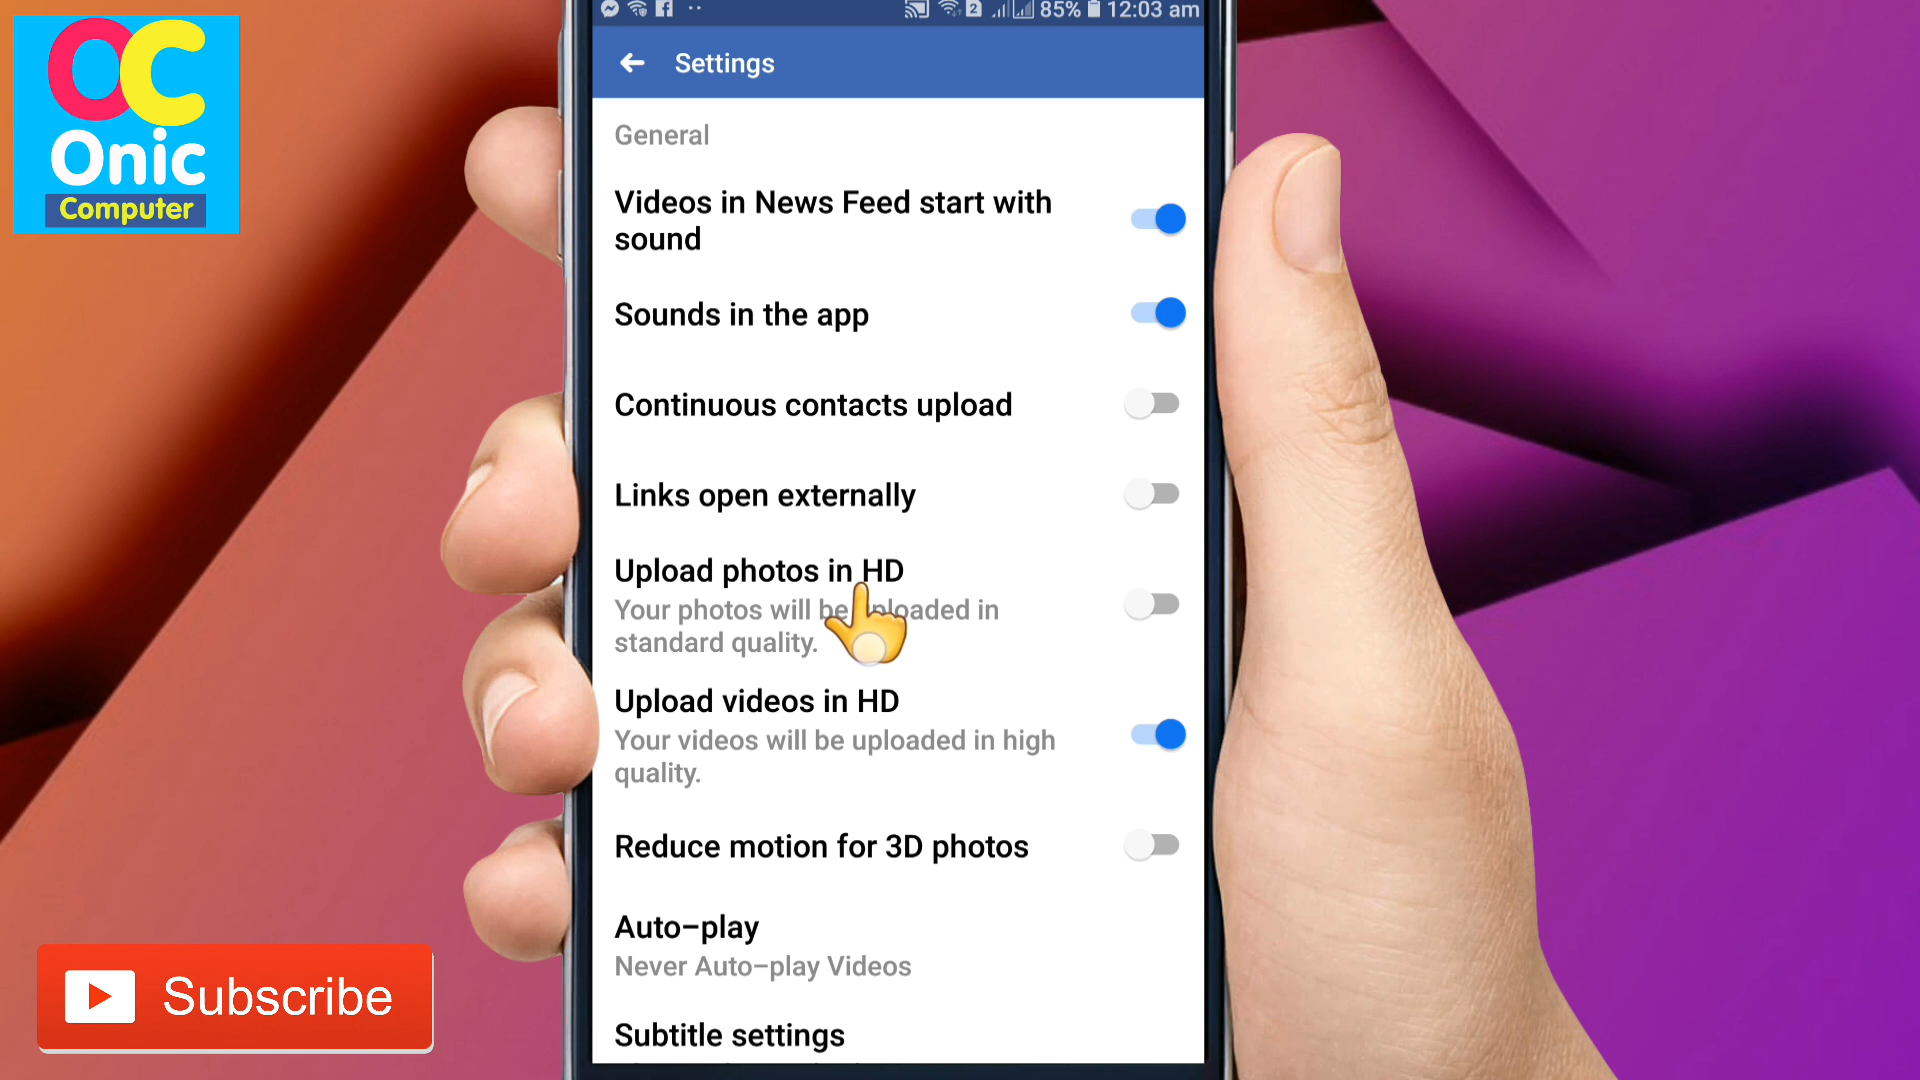 OC
Onic
Computer
2
85%
12:03 am
Settings
General
Videos in News Feed start with
sound
Sounds in the app
Continuous contacts upload
Links open externally
Upload photos in HD
Your photos will be uploaded in
standard quality.
Upload videos in HD
Your videos will be uploaded in high
quality.
Reduce motion for 3D photos
Auto-play
Never Auto-play Videos
Subtitle settings
Subscribe